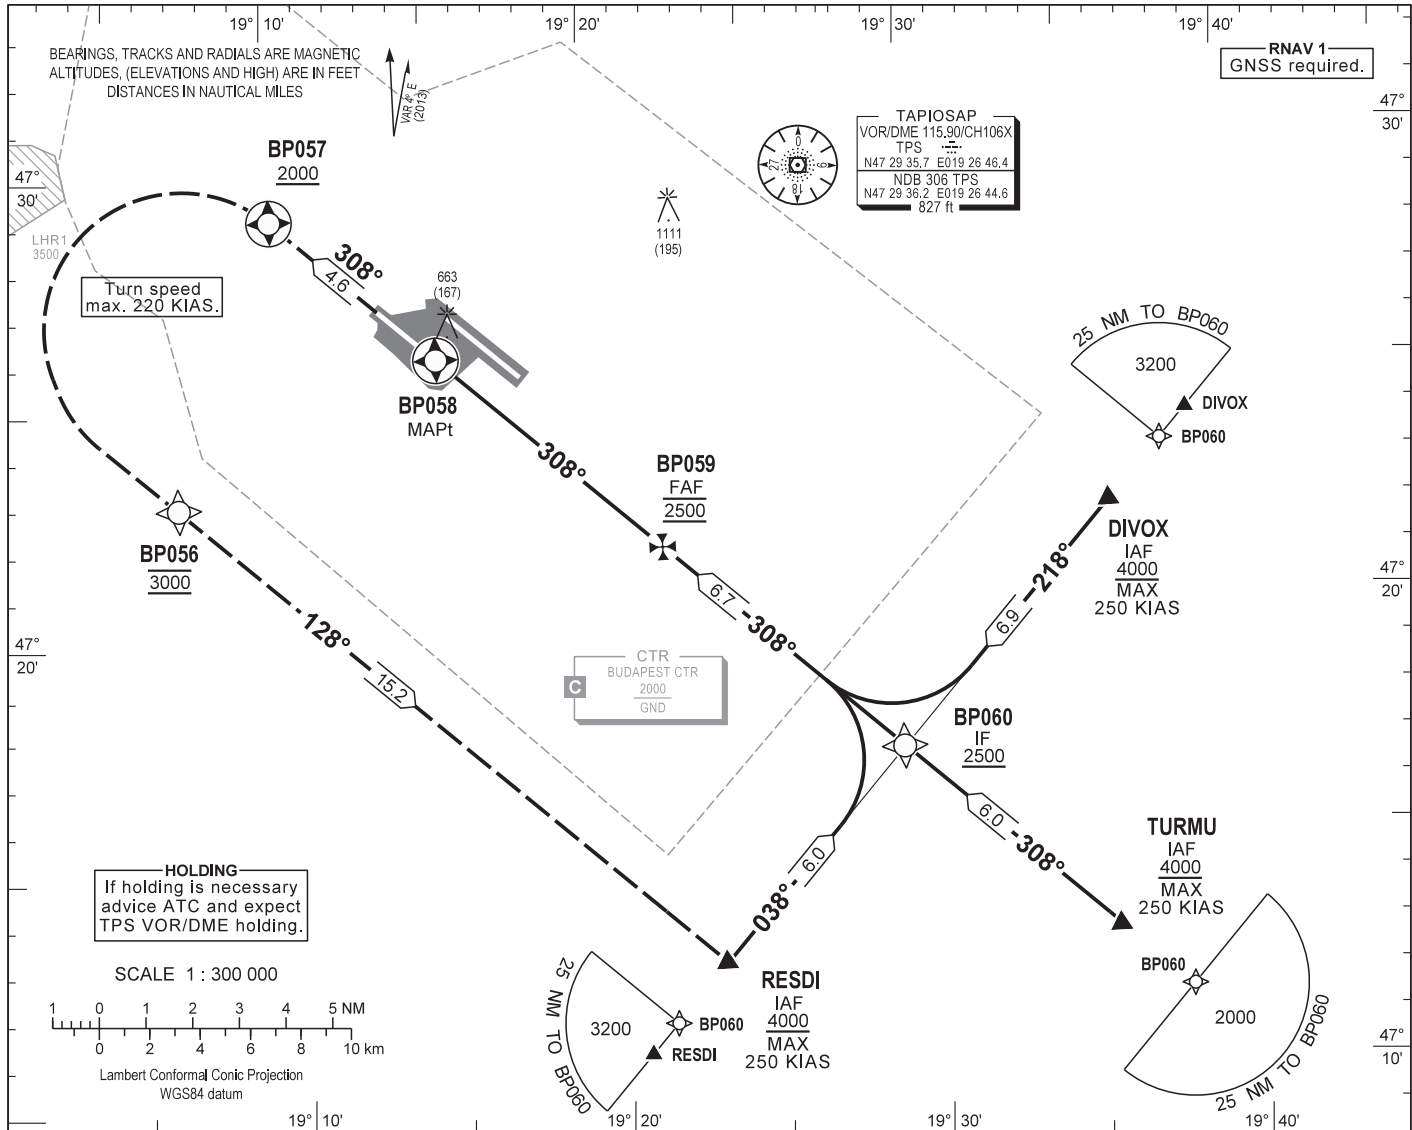 19° 10'
19° 20'
19° 30'
19° 40'
BEARINGS, TRACKS AND RADIALS ARE MAGNETIC
ALTITUDES, (ELEVATIONS AND HIGH) ARE IN FEET
DISTANCES IN NAUTICAL MILES
VAR 4° E
(2013)
RNAV 1
GNSS required.
47°
30'
TAPIOSAP
VOR/DME 115.90/CH106X
TPS
N47 29 35.7 E019 26 46.4
NDB 306 TPS
N47 29 36.2 E019 26 44.6
827 ft
0
9
18
27
BP057
2000
47°
30'
LHR1
3500
1111
(195)
Turn speed
max. 220 KIAS.
308°
4.6
663
(167)
25 NM TO BP060
3200
DIVOX
BP060
BP058
MAPt
308°
BP059
FAF
2500
DIVOX
IAF
4000
MAX
250 KIAS
218°
6.9
BP056
3000
6.7
308°
47°
20'
128°
47°
20'
15.2
CTR
BUDAPEST CTR
2000
GND
C
BP060
IF
2500
6.0
308°
TURMU
IAF
4000
MAX
250 KIAS
HOLDING
If holding is necessary
advice ATC and expect
TPS VOR/DME holding.
038°
6.0
RESDI
IAF
4000
MAX
250 KIAS
25 NM TO BP060
3200
BP060
RESDI
BP060
2000
25 NM TO BP060
SCALE 1 : 300 000
1 0 1 2 3 4 5 NM
0 2 4 6 8 10 km
Lambert Conformal Conic Projection
WGS84 datum
47°
10'
19° 10'
19° 20'
19° 30'
19° 40'